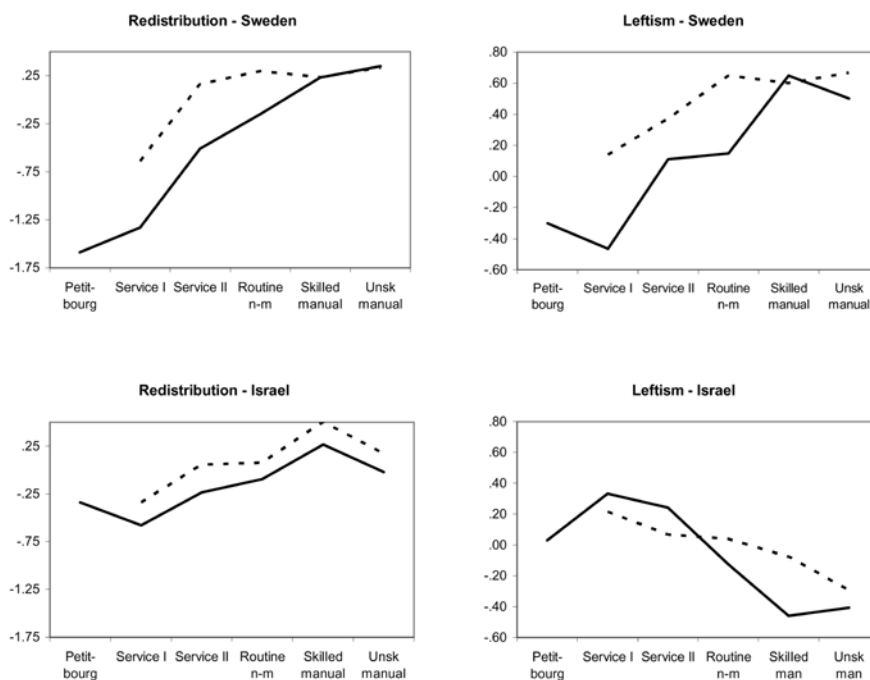 Redistribution - Sweden
.25
-.25
-.75
-1.25
-1.75
Petit-
bourg
Service I
Service II
Routine
n-m
Skilled
manual
Unsk
manual
Leftism - Sweden
.80
.60
.40
.20
.00
-.20
-.40
-.60
Petit-
bourg
Service I
Service II
Routine
n-m
Skilled
manual
Unsk
manual
Redistribution - Israel
.25
-.25
-.75
-1.25
-1.75
Petit-
bourg
Service I
Service II
Routine
n-m
Skilled
manual
Unsk
manual
Leftism - Israel
.80
.60
.40
.20
.00
-.20
-.40
-.60
Petit-
bourg
Service I
Service II
Routine
n-m
Skilled
man
Unsk
man